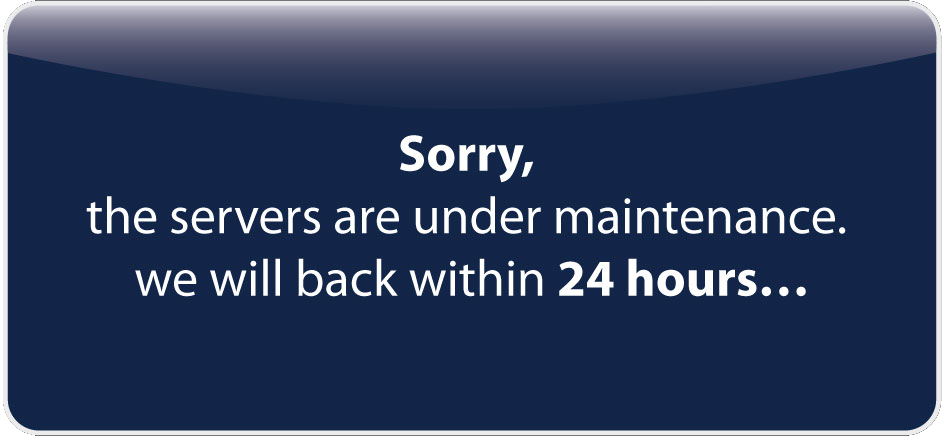 Sorry,
the servers are under maintenance.
we will back within 24 hours...